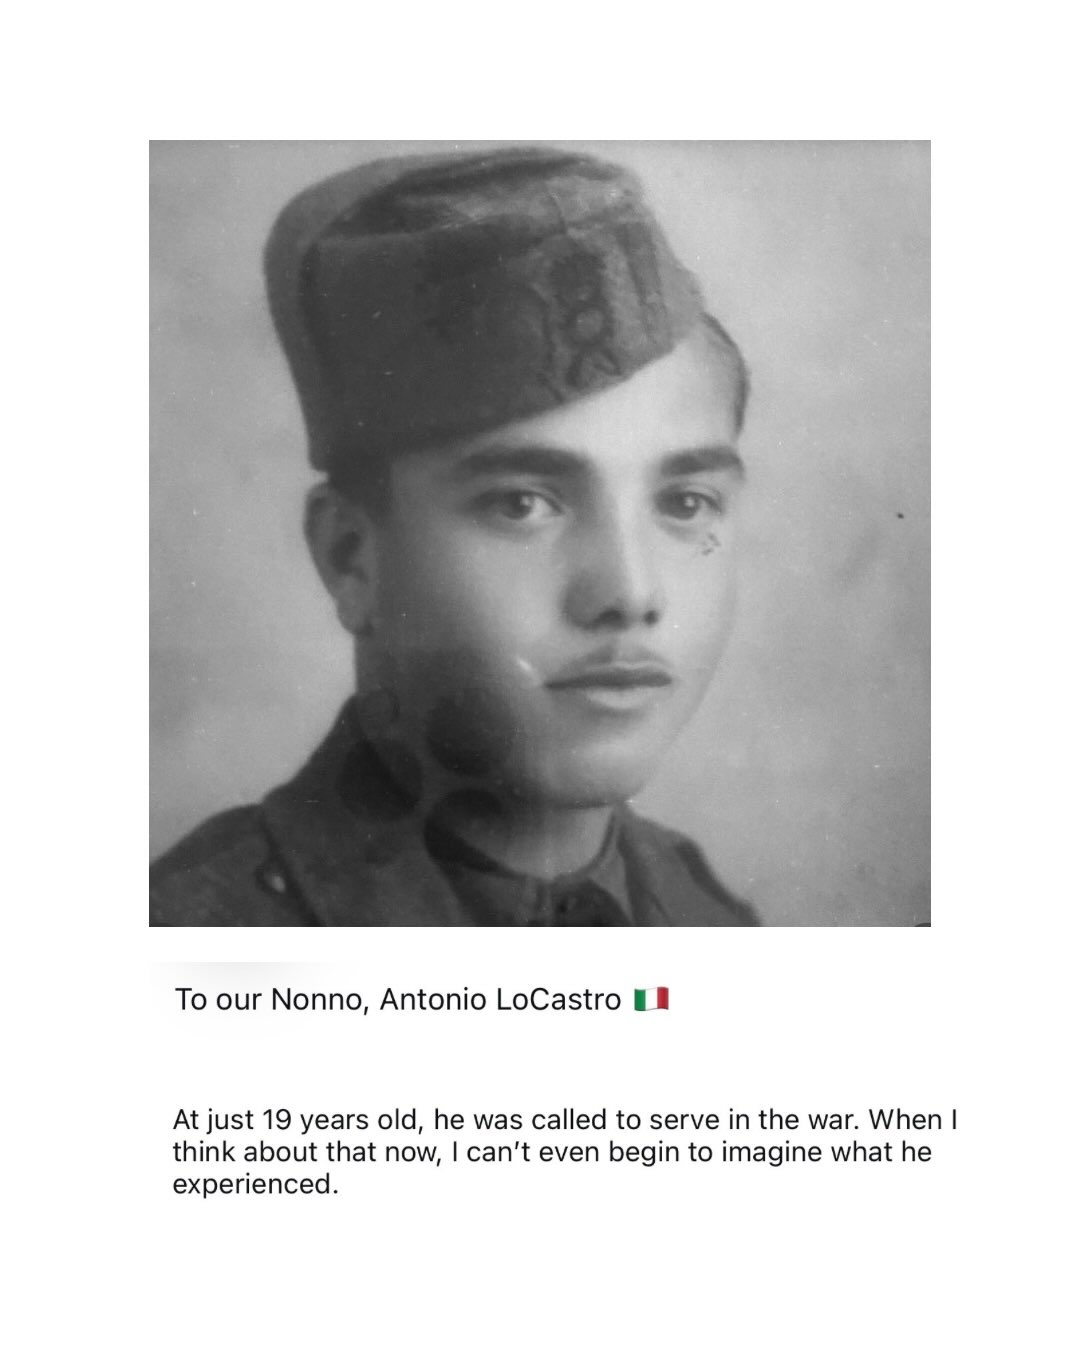 To our Nonno, Antonio LoCastro 🇮🇹
At just 19 years old, he was called to serve in the war. When I
think about that now, I can’t even begin to imagine what he
experienced.